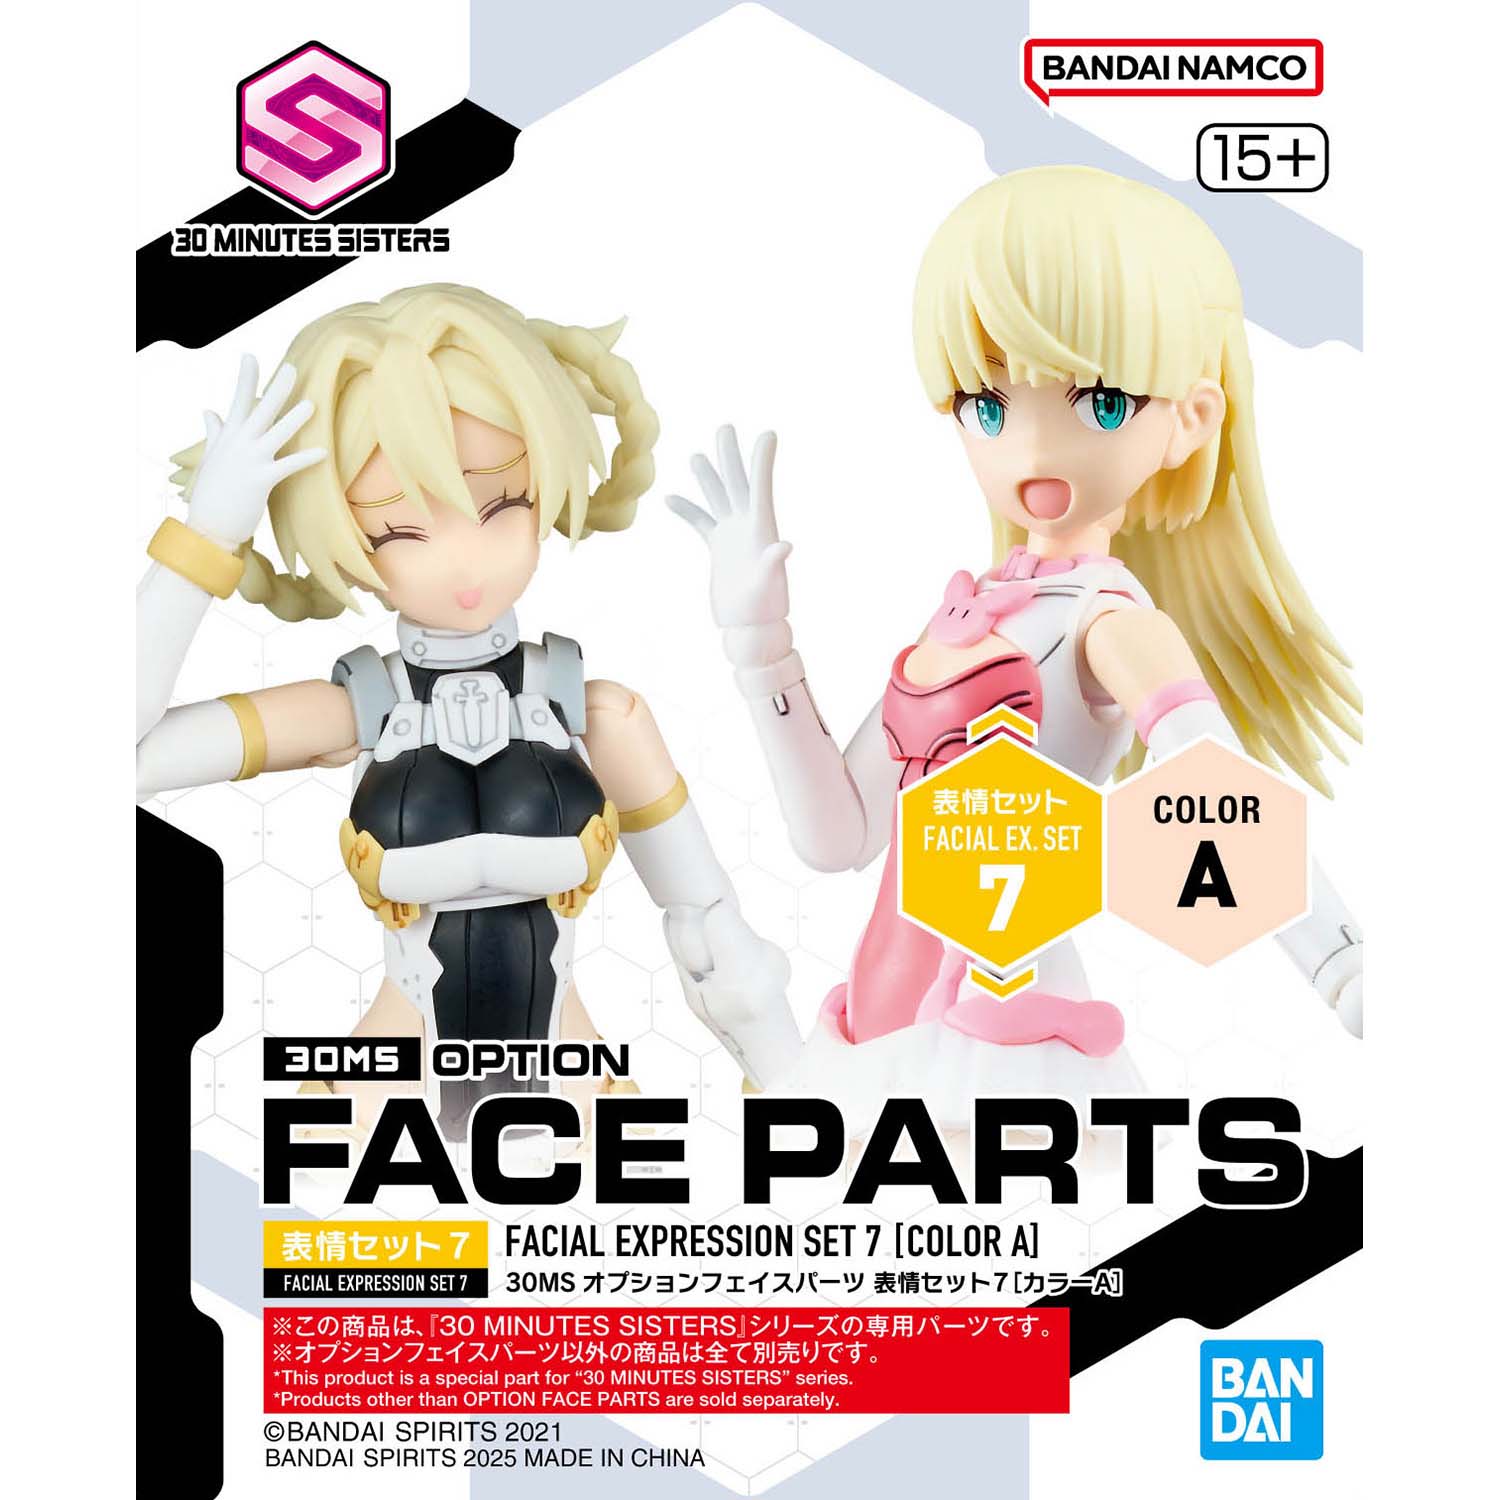 30 MINUTES SISTERS
BANDAI NAMCO
15+
表情セット
FACIAL EX. SET
7
COLOR
A
30MS OPTION
FACE PARTS
表情セット 7
FACIAL EXPRESSION SET 7
FACIAL EXPRESSION SET 7 [COLOR A]
30MS オプションフェイスパーツ 表情セット7[カラーA]
※この商品は、『30 MINUTES SISTERS』シリーズの専用パーツです。
※オプションフェイスパーツ以外の商品は全て別売りです。
*This product is a special part for “30 MINUTES SISTERS” series.
*Products other than OPTION FACE PARTS are sold separately.
©BANDAI SPIRITS 2021
BANDAI SPIRITS 2025 MADE IN CHINA
BAN
DAI